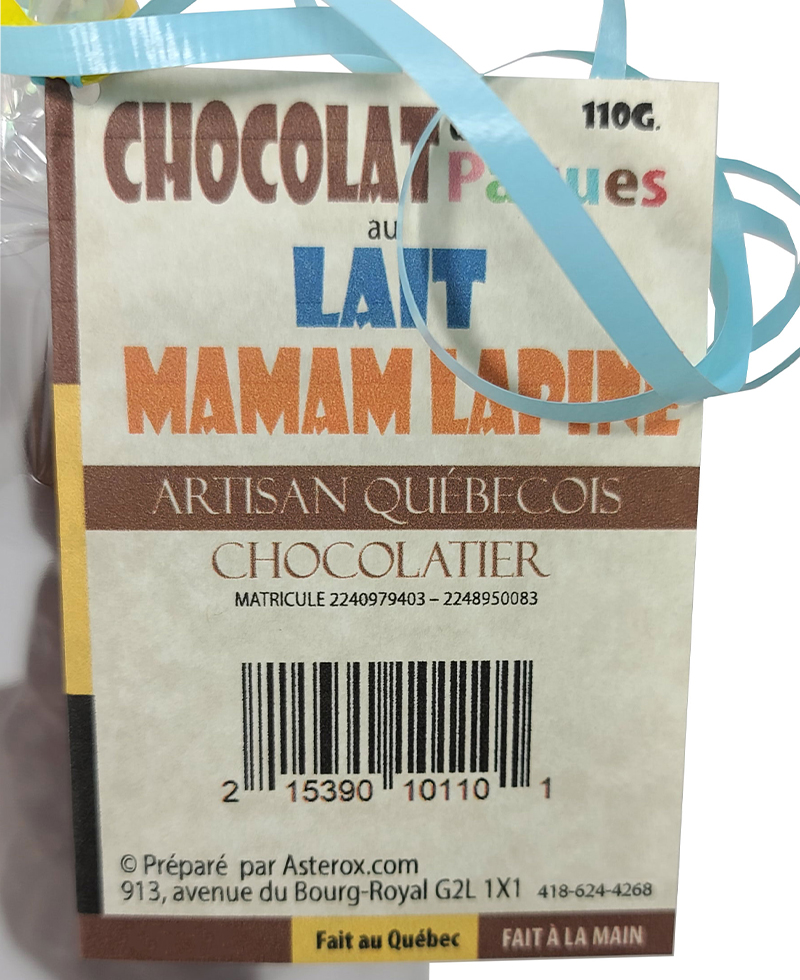 CHOCOLAT 110G.
Pâques
au
LAIT
MAMAM LAPINE
ARTISAN QUÉBECOIS
CHOCOLATIER
MATRICULE 2240979403 – 2248950083
2 15390 10110 1
© Préparé par Asterox.com
913, avenue du Bourg-Royal G2L 1X1 418-624-4268
Fait au Québec FAIT À LA MAIN